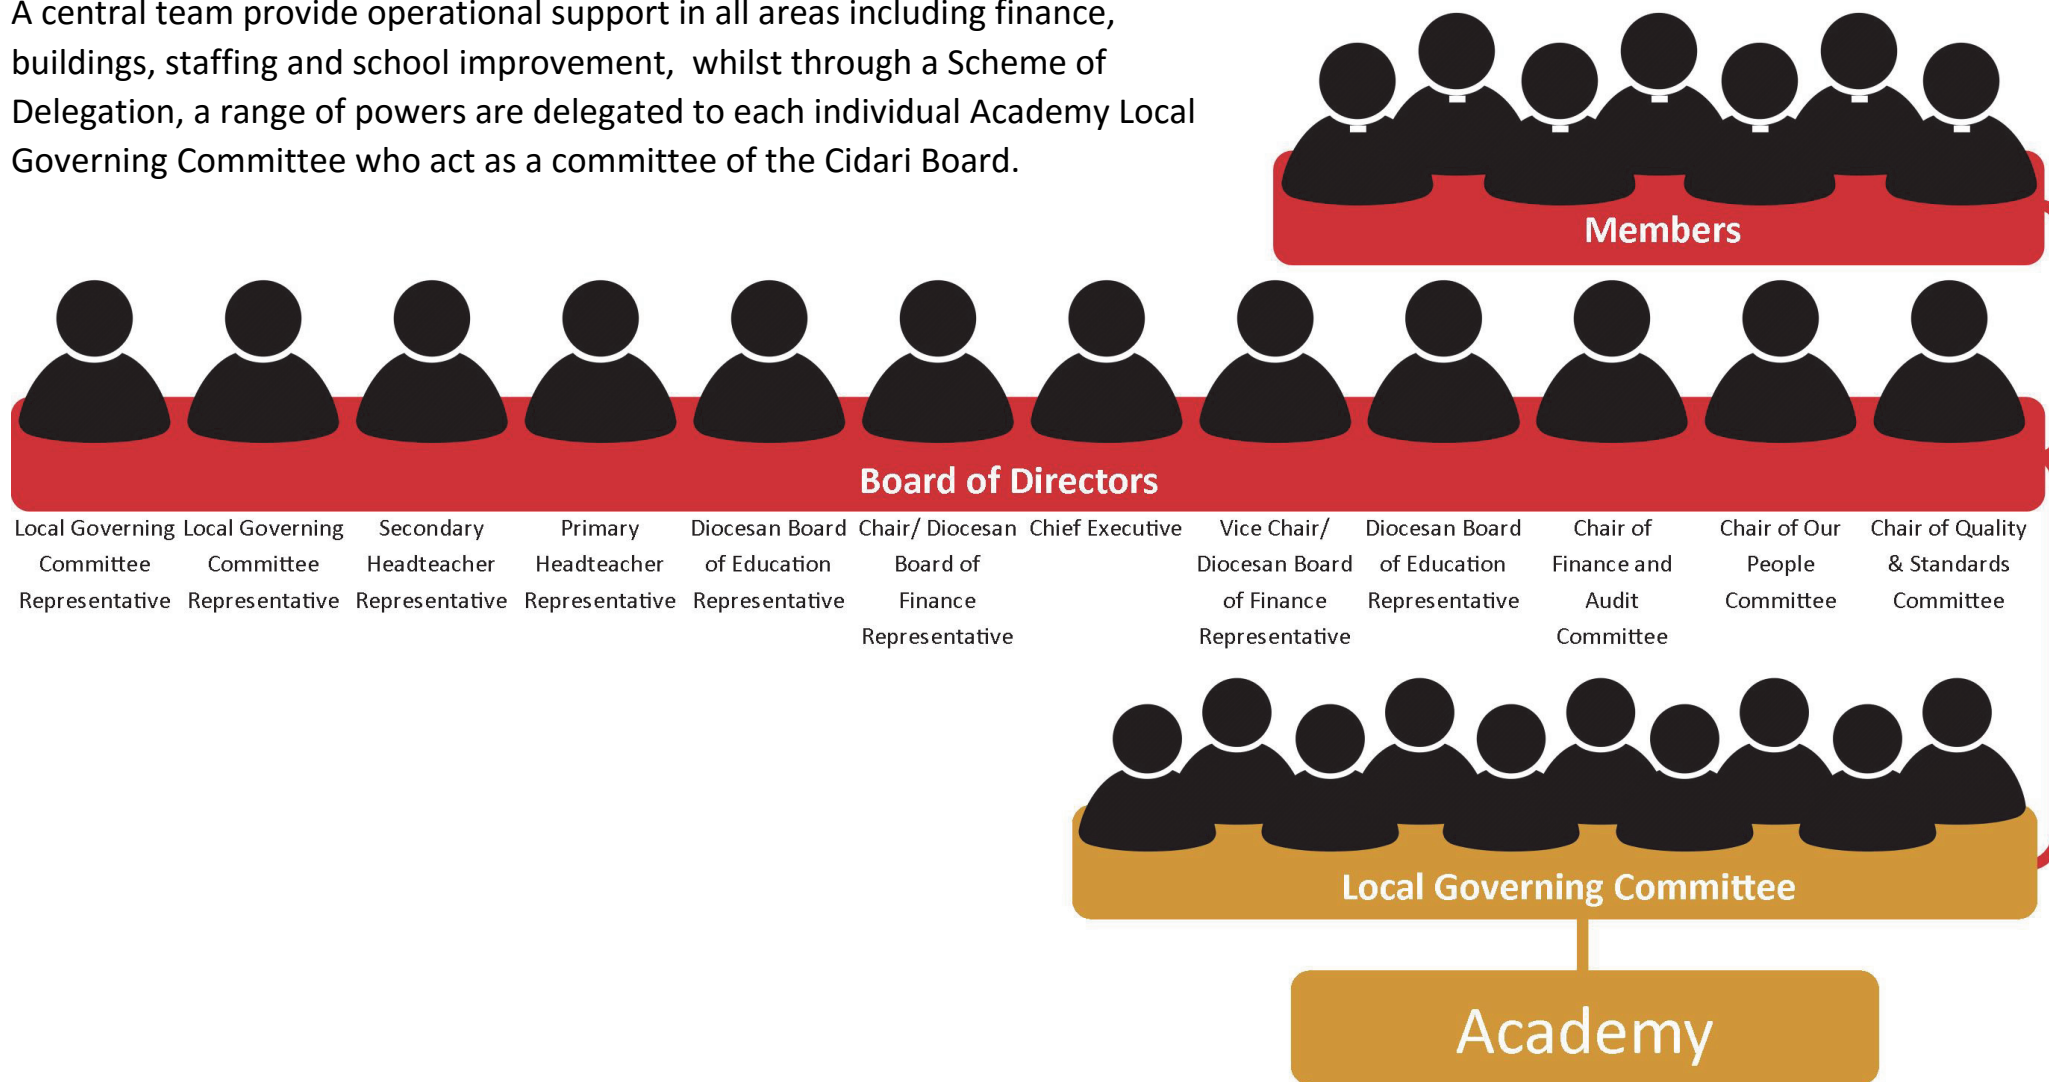 A central team provide operational support in all areas including finance,
buildings, staffing and school improvement,  whilst through a Scheme of
Delegation, a range of powers are delegated to each individual Academy Local
Governing Committee who act as a committee of the Cidari Board.
Members
Board of Directors
Local Governing
Committee
Representative
Local Governing
Committee
Representative
Secondary
Headteacher
Representative
Primary
Headteacher
Representative
Diocesan Board
of Education
Representative
Chair/ Diocesan
Board of
Finance
Representative
Chief Executive
Vice Chair/
Diocesan Board
of Finance
Representative
Diocesan Board
of Education
Representative
Chair of
Finance and
Audit
Committee
Chair of Our
People
Committee
Chair of Quality
& Standards
Committee
Local Governing Committee
Academy